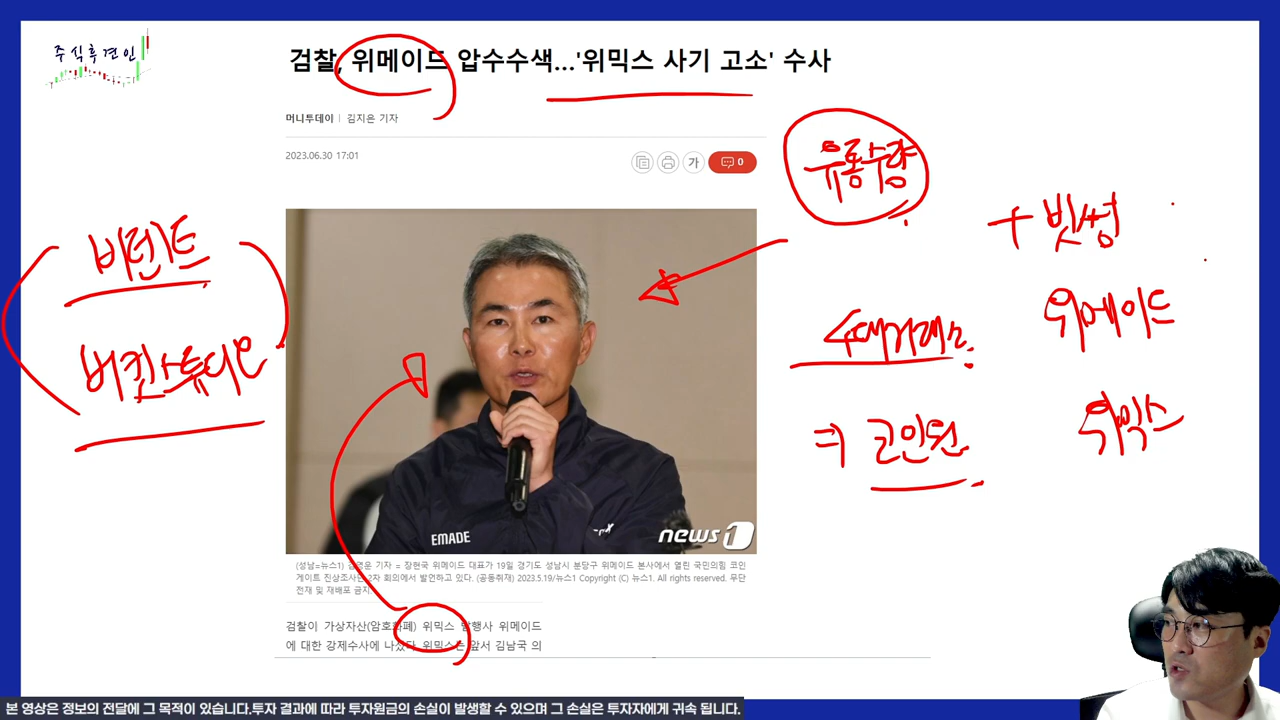 주식후견인
검찰, 위메이드 압수수색...'위믹스 사기 고소' 수사
머니투데이 | 김지은 기자
2023.06.30 17:01
가
0
유통수량
+ 빗썸
위메이드
위믹스
4대거래소
코인원
비덴트
버킷스튜디오
EMADE
news1
(성남=뉴스1) 김영운 기자 = 장현국 위메이드 대표가 19일 경기도 성남시 분당구 위메이드 본사에서 열린 국민의힘 코인
게이트 진상조사단 2차 회의에서 발언하고 있다. (공동취재) 2023.5.19/뉴스1 Copyright (C) 뉴스1. All rights reserved. 무단
전재 및 재배포 금지.
검찰이 가상자산(암호화폐) 위믹스 발행사 위메이드
에 대한 강제수사에 나섰다. 위믹스는 앞서 김남국 의
본 영상은 정보의 전달에 그 목적이 있습니다.투자 결과에 따라 투자원금의 손실이 발생할 수 있으며 그 손실은 투자자에게 귀속 됩니다.